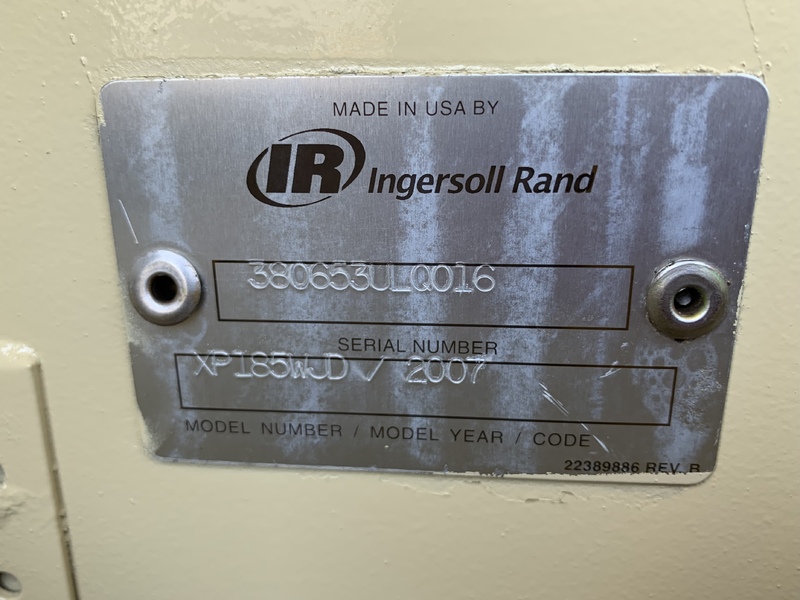 MADE IN USA BY
IR Ingersoll Rand
380653ULQ016
SERIAL NUMBER
XP185WJD / 2007
MODEL NUMBER / MODEL YEAR / CODE
22389886 REV. B